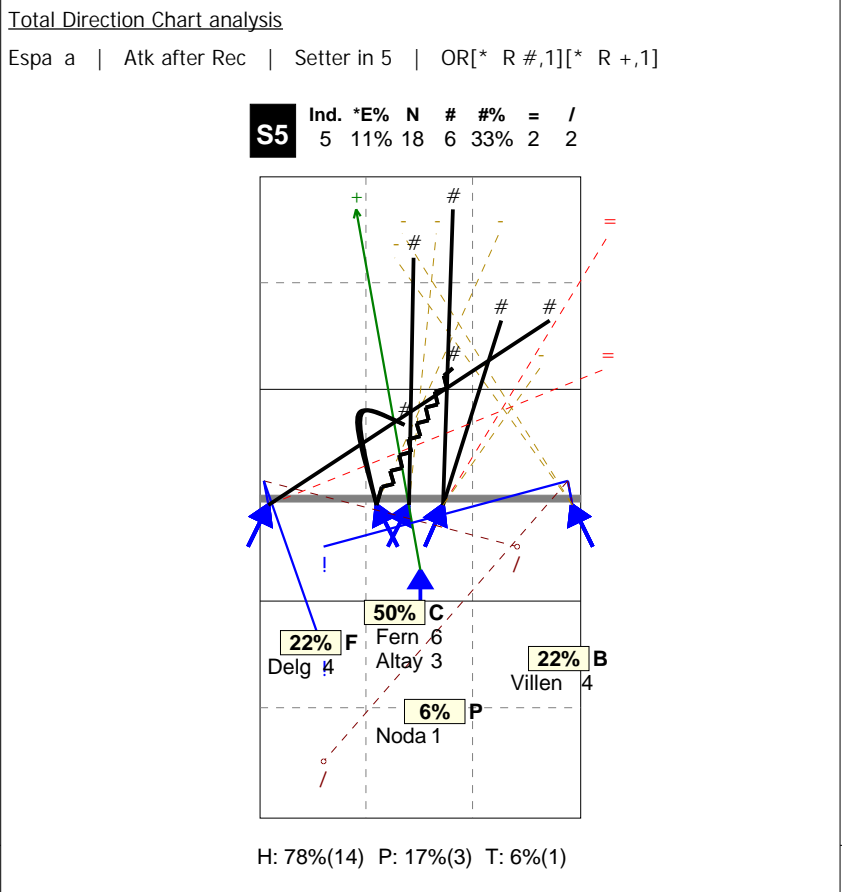 Total Direction Chart analysis
Espa a | Atk after Rec | Setter in 5 | OR[* R #,1][* R +,1]
S5
Ind. *E% N # #% = /
5 11% 18 6 33% 2 2
+
#
- - -
=
-
#
# #
=
-
#
#
!
/
50% C
Fern 6
Altay 3
22% F
Delg 4
!
22% B
Villen 4
6% P
Noda 1
/
H: 78%(14) P: 17%(3) T: 6%(1)